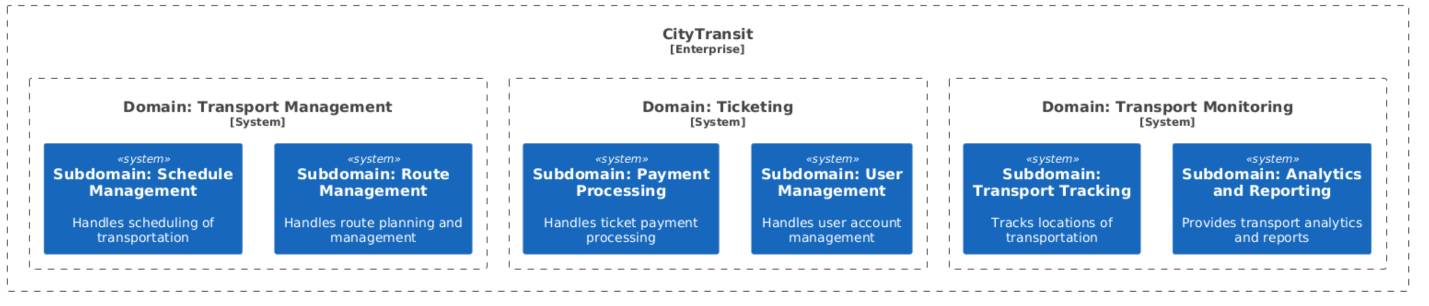 CityTransit
[Enterprise]
Domain: Transport Management
[System]
«system»
Subdomain: Schedule
Management
Handles scheduling of
transportation
«system»
Subdomain: Route
Management
Handles route planning and
management
Domain: Ticketing
[System]
«system»
Subdomain: Payment
Processing
Handles ticket payment
processing
«system»
Subdomain: User
Management
Handles user account
management
Domain: Transport Monitoring
[System]
«system»
Subdomain:
Transport Tracking
Tracks locations of
transportation
«system»
Subdomain: Analytics
and Reporting
Provides transport analytics
and reports